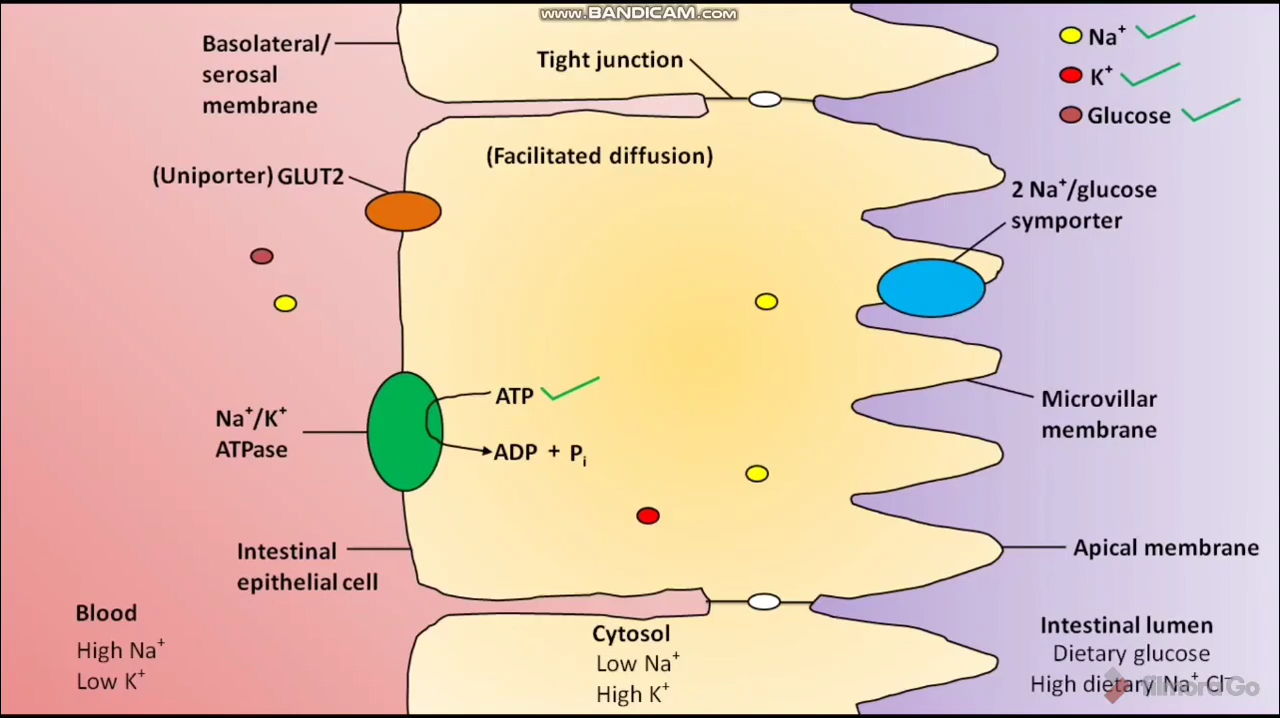 www.BANDICAM.com
Basolateral/
serosal
membrane
Tight junction
Na⁺
K⁺
Glucose
(Facilitated diffusion)
(Uniporter) GLUT2
2 Na⁺/glucose
symporter
Na⁺/K⁺
ATPase
ATP
ADP + Pᵢ
Microvillar
membrane
Intestinal
epithelial cell
Apical membrane
Blood
High Na⁺
Low K⁺
Cytosol
Low Na⁺
High K⁺
Intestinal lumen
Dietary glucose
High dietary Na⁺ Cl⁻
filmora Go